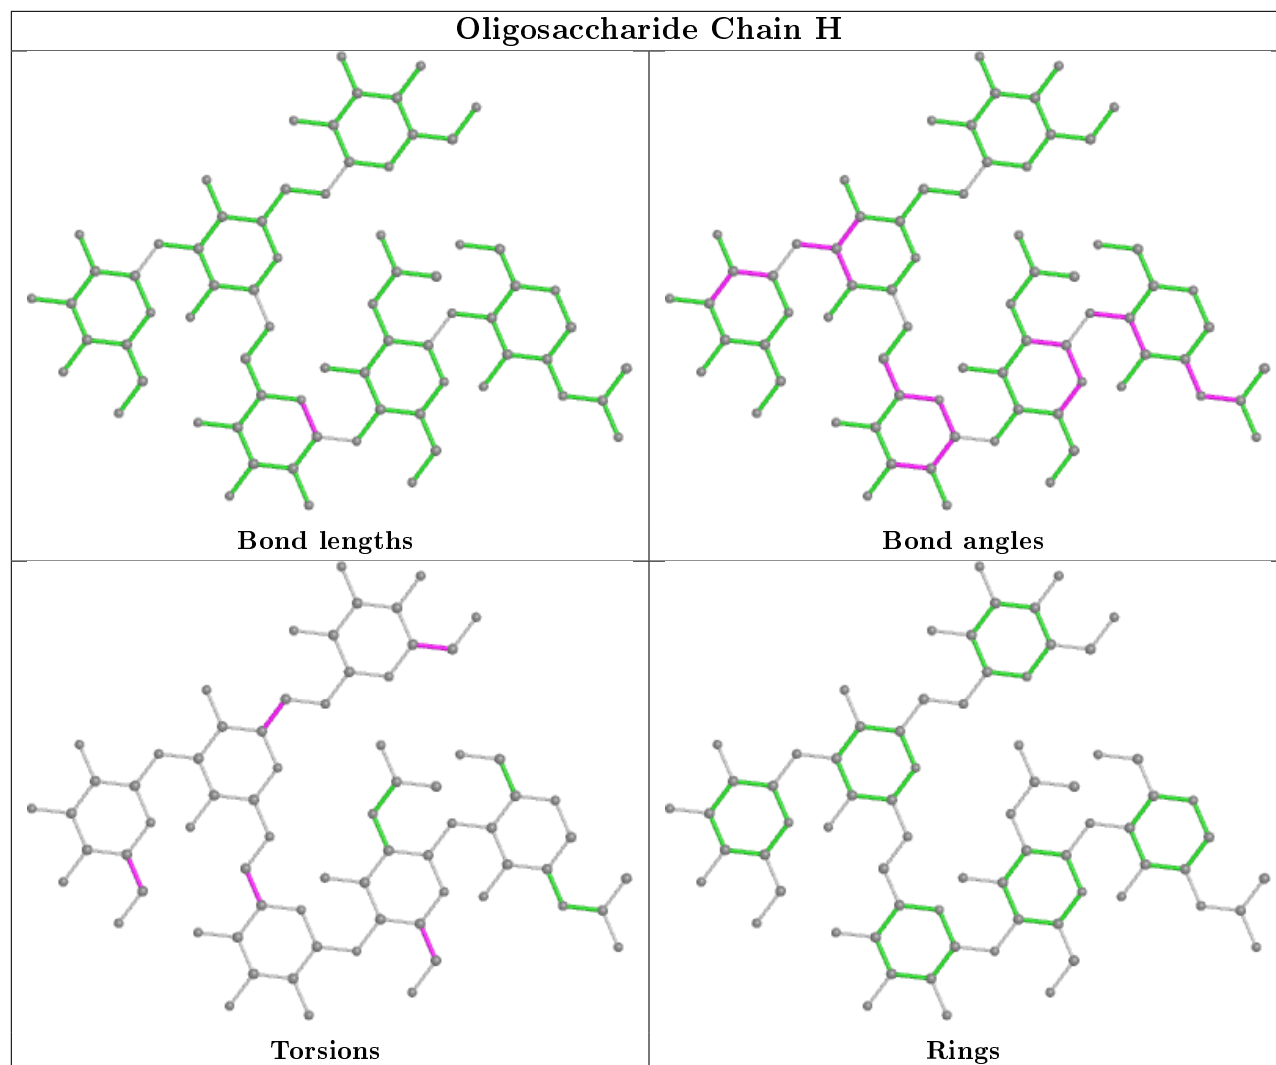 Oligosaccharide Chain H
Bond lengths
Bond angles
Torsions
Rings